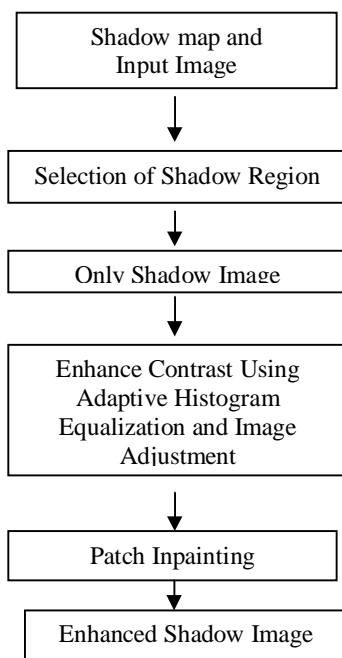 Shadow map and
Input Image
Selection of Shadow Region
Only Shadow Image
Enhance Contrast Using
Adaptive Histogram
Equalization and Image
Adjustment
Patch Inpainting
Enhanced Shadow Image